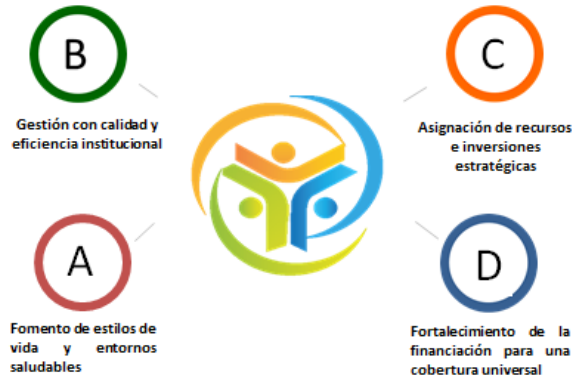 B
Gestión con calidad y
eficiencia institucional
C
Asignación de recursos
e inversiones
estratégicas
A
Fomento de estilos de
vida y entornos
saludables
D
Fortalecimiento de la
financiación para una
cobertura universal